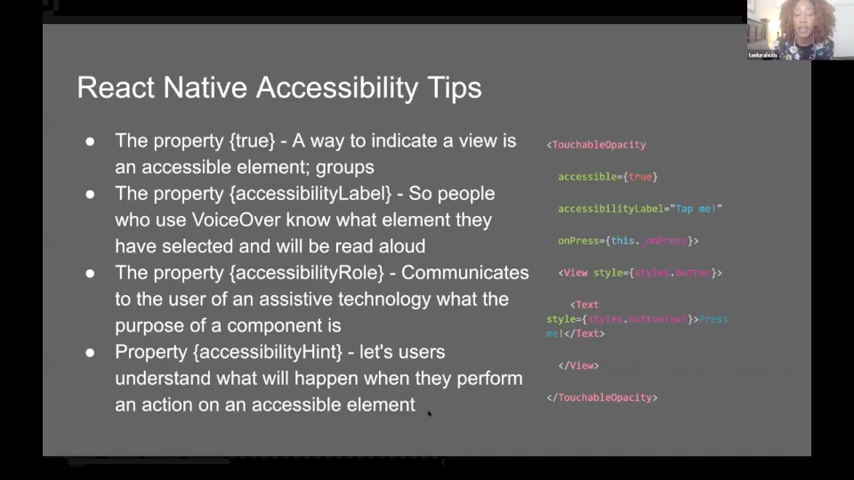 React Native Accessibility Tips
● The property {true} - A way to indicate a view is
an accessible element; groups
● The property {accessibilityLabel} - So people
who use VoiceOver know what element they
have selected and will be read aloud
● The property {accessibilityRole} - Communicates
to the user of an assistive technology what the
purpose of a component is
● Property {accessibilityHint} - let's users
understand what will happen when they perform
an action on an accessible element
<TouchableOpacity
accessible={true}
accessibilityLabel="Tap me!"
onPress={this._onPress}>
<View style={styles.button}>
<Text
style={styles.buttonText}>Press
me!</Text>
</View>
</TouchableOpacity>